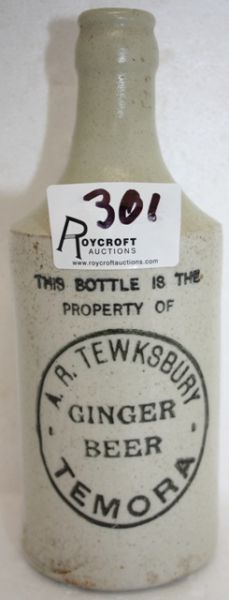 301
ROYCROFT
AUCTIONS
www.roycroftauctions.com
THIS BOTTLE IS THE
PROPERTY OF
A.R. TEWKSBURY
GINGER
BEER
TEMORA